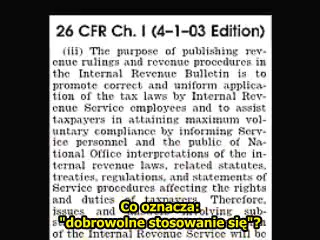 26 CFR Ch. I (4–1–03 Edition)
(iii) The purpose of publishing rev-
enue rulings and revenue procedures in
the Internal Revenue Bulletin is to
promote correct and uniform applica-
tion of the tax laws by Internal Rev-
enue Service employees and to assist
taxpayers in attaining maximum vol-
untary compliance by informing Serv-
ice personnel and the public of Na-
tional Office interpretations of the in-
ternal revenue laws, related statutes,
treaties, regulations, and statements of
Service procedures affecting the rights
and duties of taxpayers. Therefore,
issues and
Co oznacza:
"dobrowolne stosowanie się"?
of the Internal Revenue Service will be